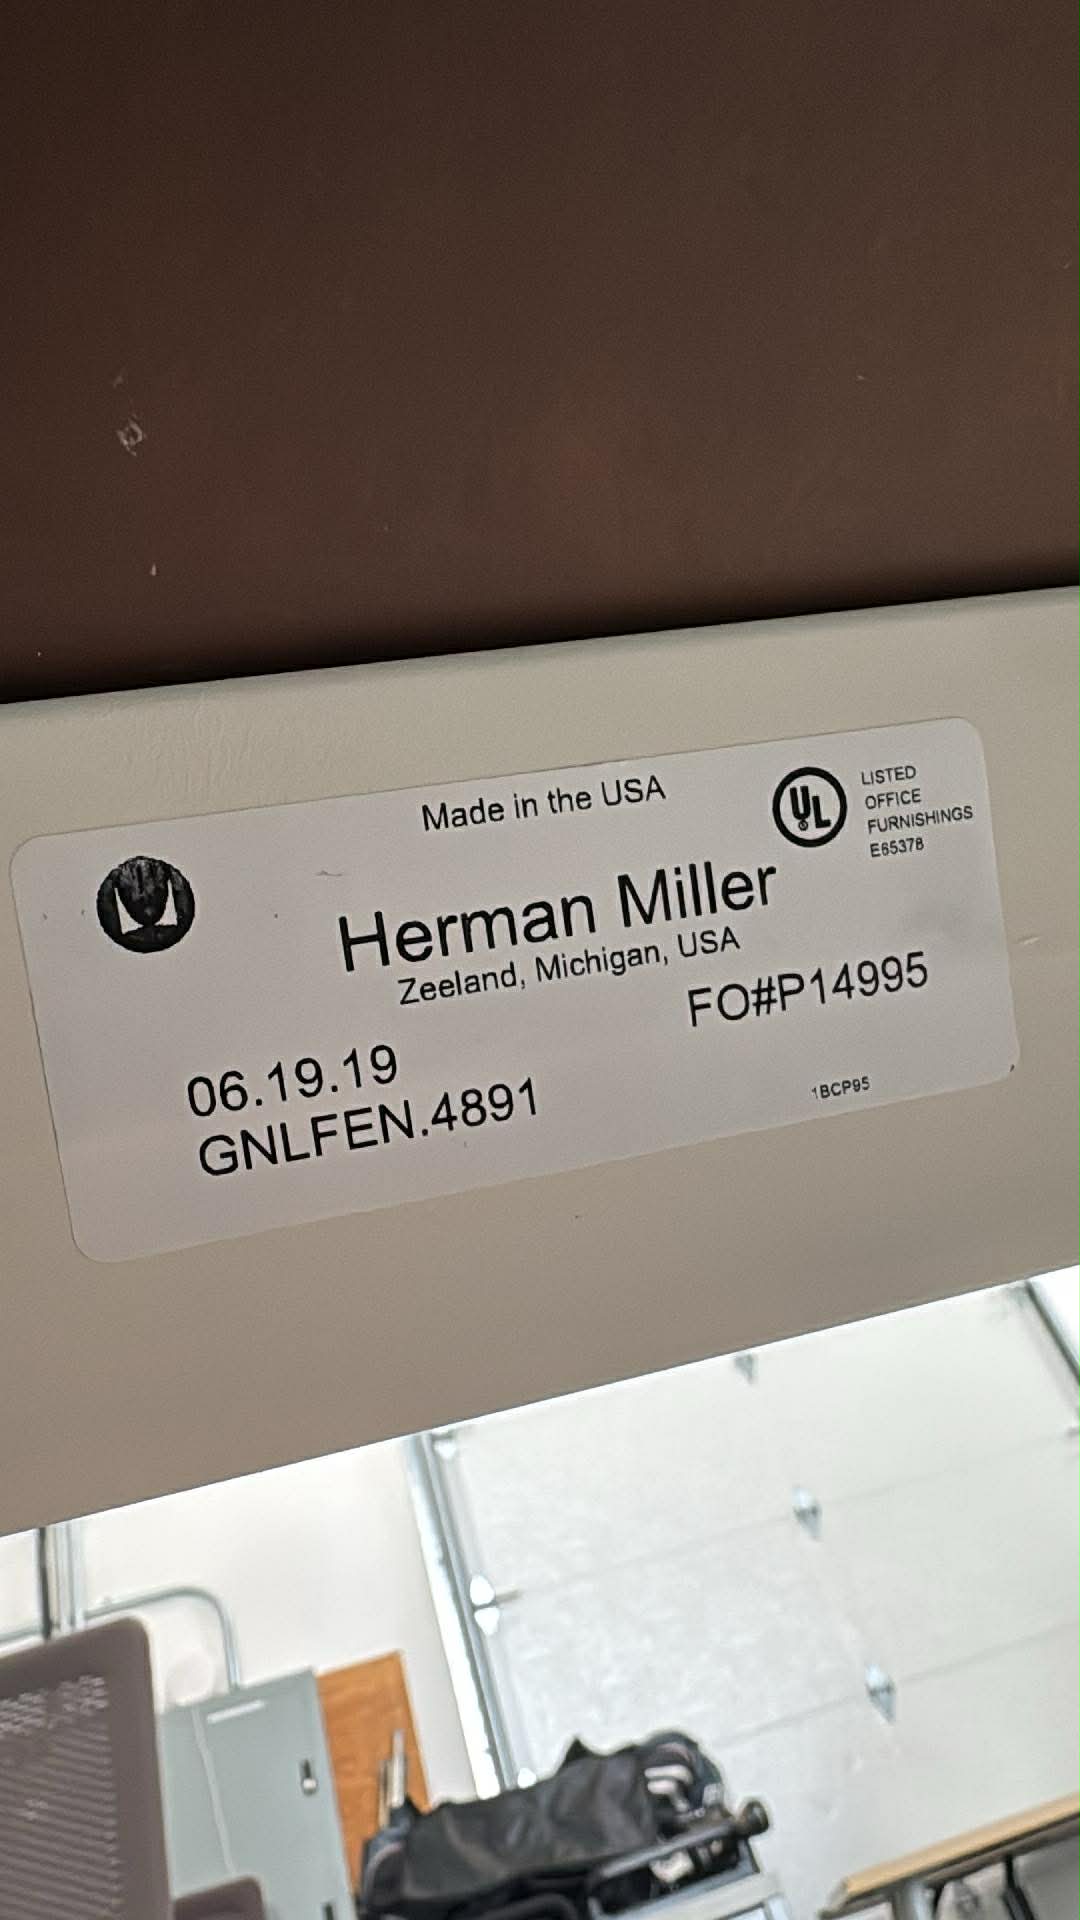 Made in the USA
UL
LISTED
OFFICE
FURNISHINGS
E65378
Herman Miller
Zeeland, Michigan, USA
FO#P14995
06.19.19
GNLFEN.4891
1BCP95